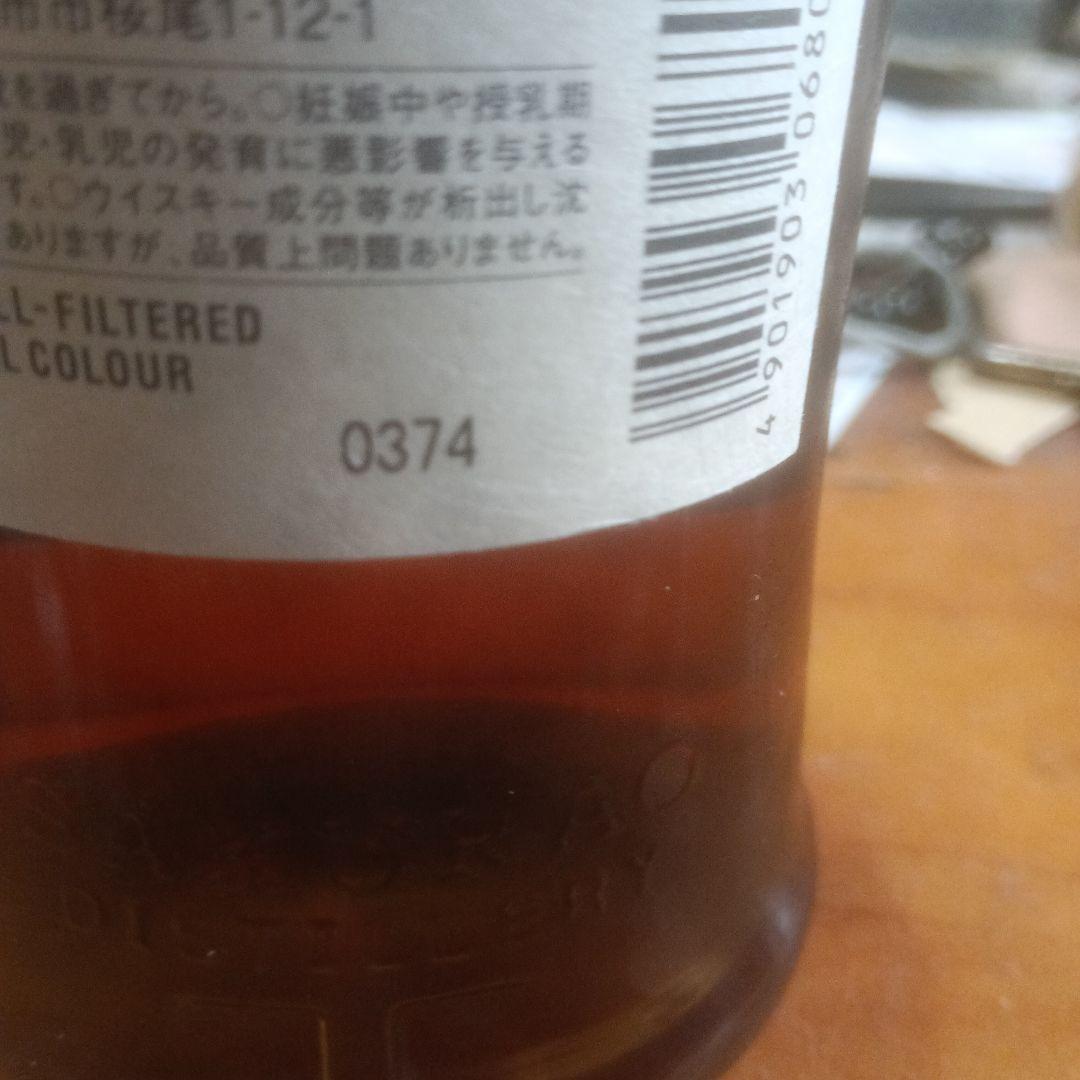 市桜尾1-12-1
を過ぎてから。○妊娠中や授乳期
児・乳児の発育に悪影響を与える
す。○ウイスキー成分等が析出し沈
ありますが、品質上問題ありません。
LL-FILTERED
L COLOUR
0374
4 901903 0680